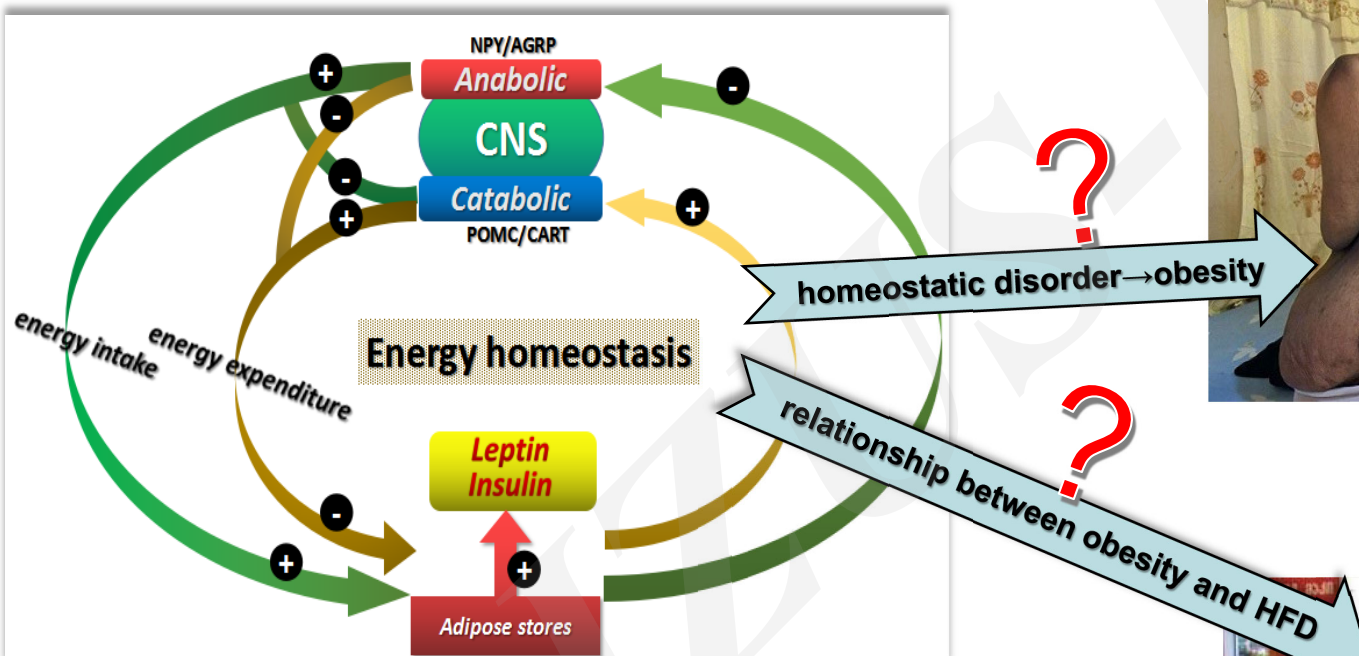 NPY/AGRP
Anabolic
CNS
Catabolic
POMC/CART
+
-
-
+
-
+
energy intake
energy expenditure
Energy homeostasis
Leptin
Insulin
-
+
+
Adipose stores
?
homeostatic disorder→obesity
?
relationship between obesity and HFD